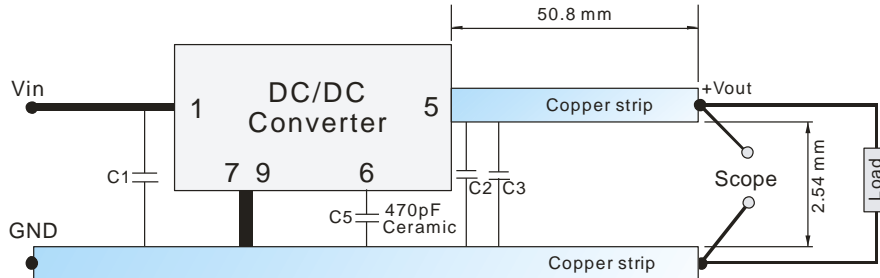 50.8 mm
Vin
DC/DC
Converter
1
5
7 9
6
Copper strip
+Vout
C1
C2
C3
C5
470pF
Ceramic
Scope
2.54 mm
Load
GND
Copper strip